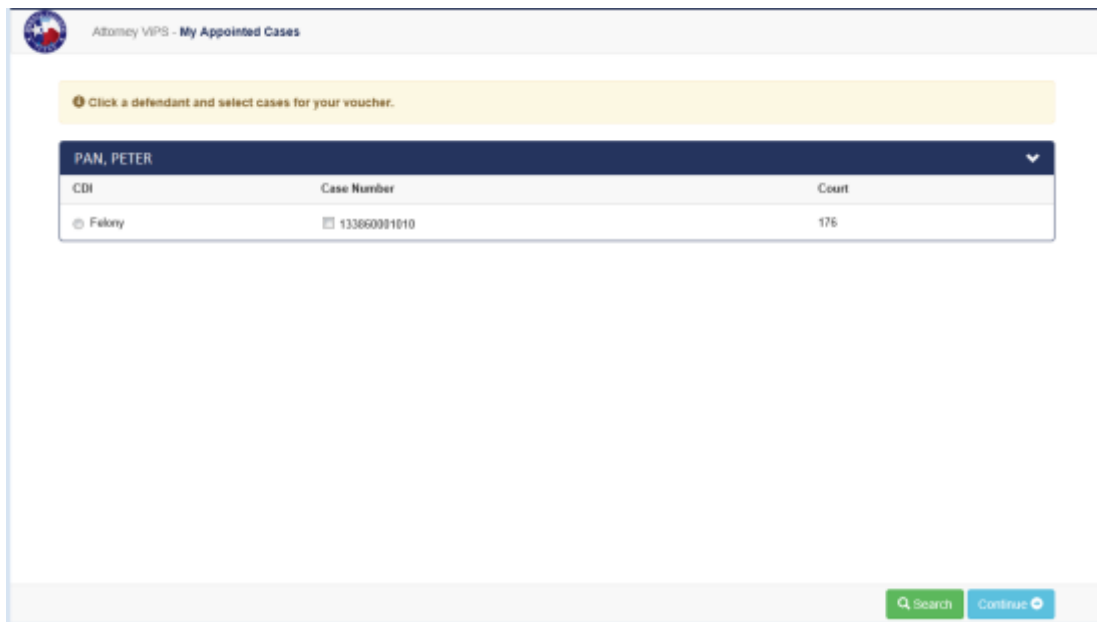 Attorney ViPS - My Appointed Cases
Click a defendant and select cases for your voucher.
PAN, PETER
CDI Case Number Court
Felony 133860001010 176
Search Continue